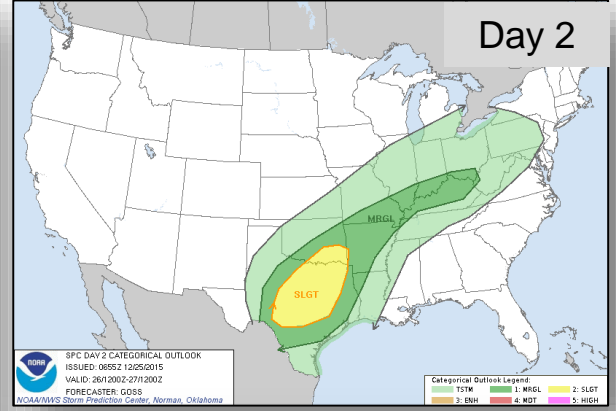 Day 2
MRGL
SLGT
NOAA
SPC DAY 2 CATEGORICAL OUTLOOK
ISSUED: 0655Z 12/25/2015
VALID: 26/1200Z-27/1200Z
FORECASTER: GOSS
NOAA/NWS Storm Prediction Center, Norman, Oklahoma
Categorical Outlook Legend:
TSTM 1: MRGL 2: SLGT
3: ENH 4: MDT 5: HIGH